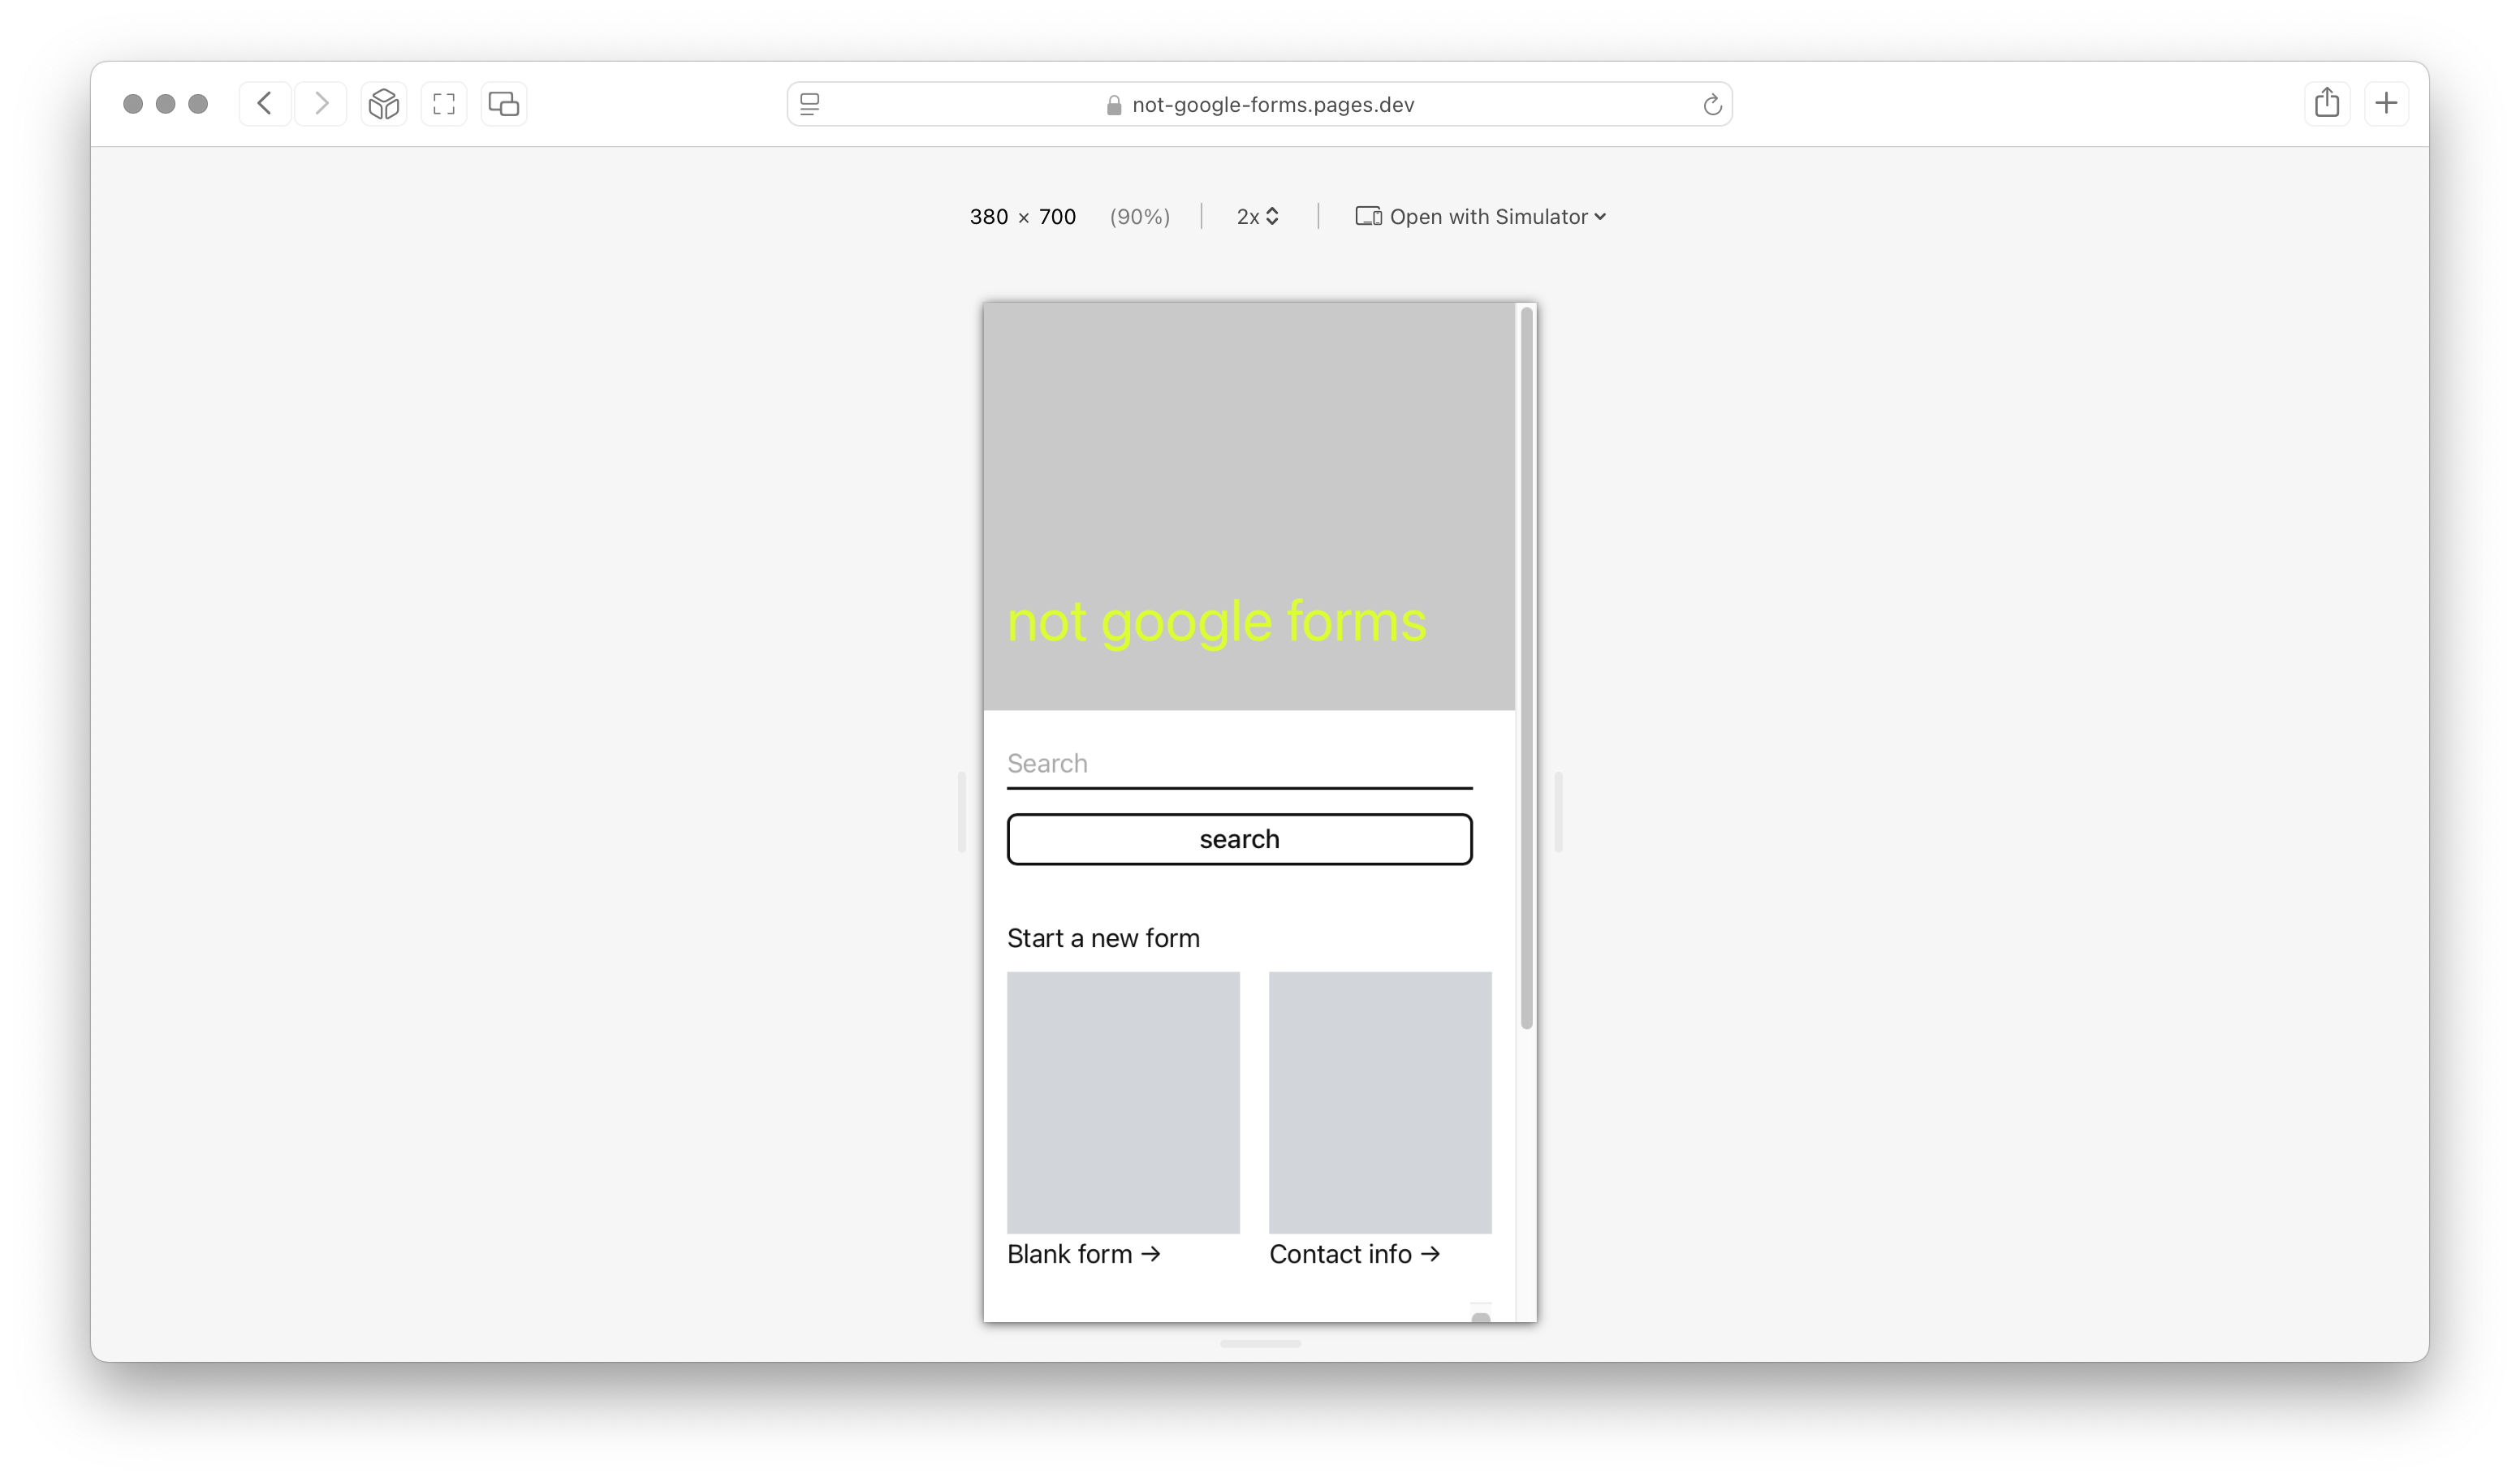 not-google-forms.pages.dev
380 × 700 (90%) 2x Open with Simulator
not google forms
Search
search
Start a new form
Blank form →
Contact info →